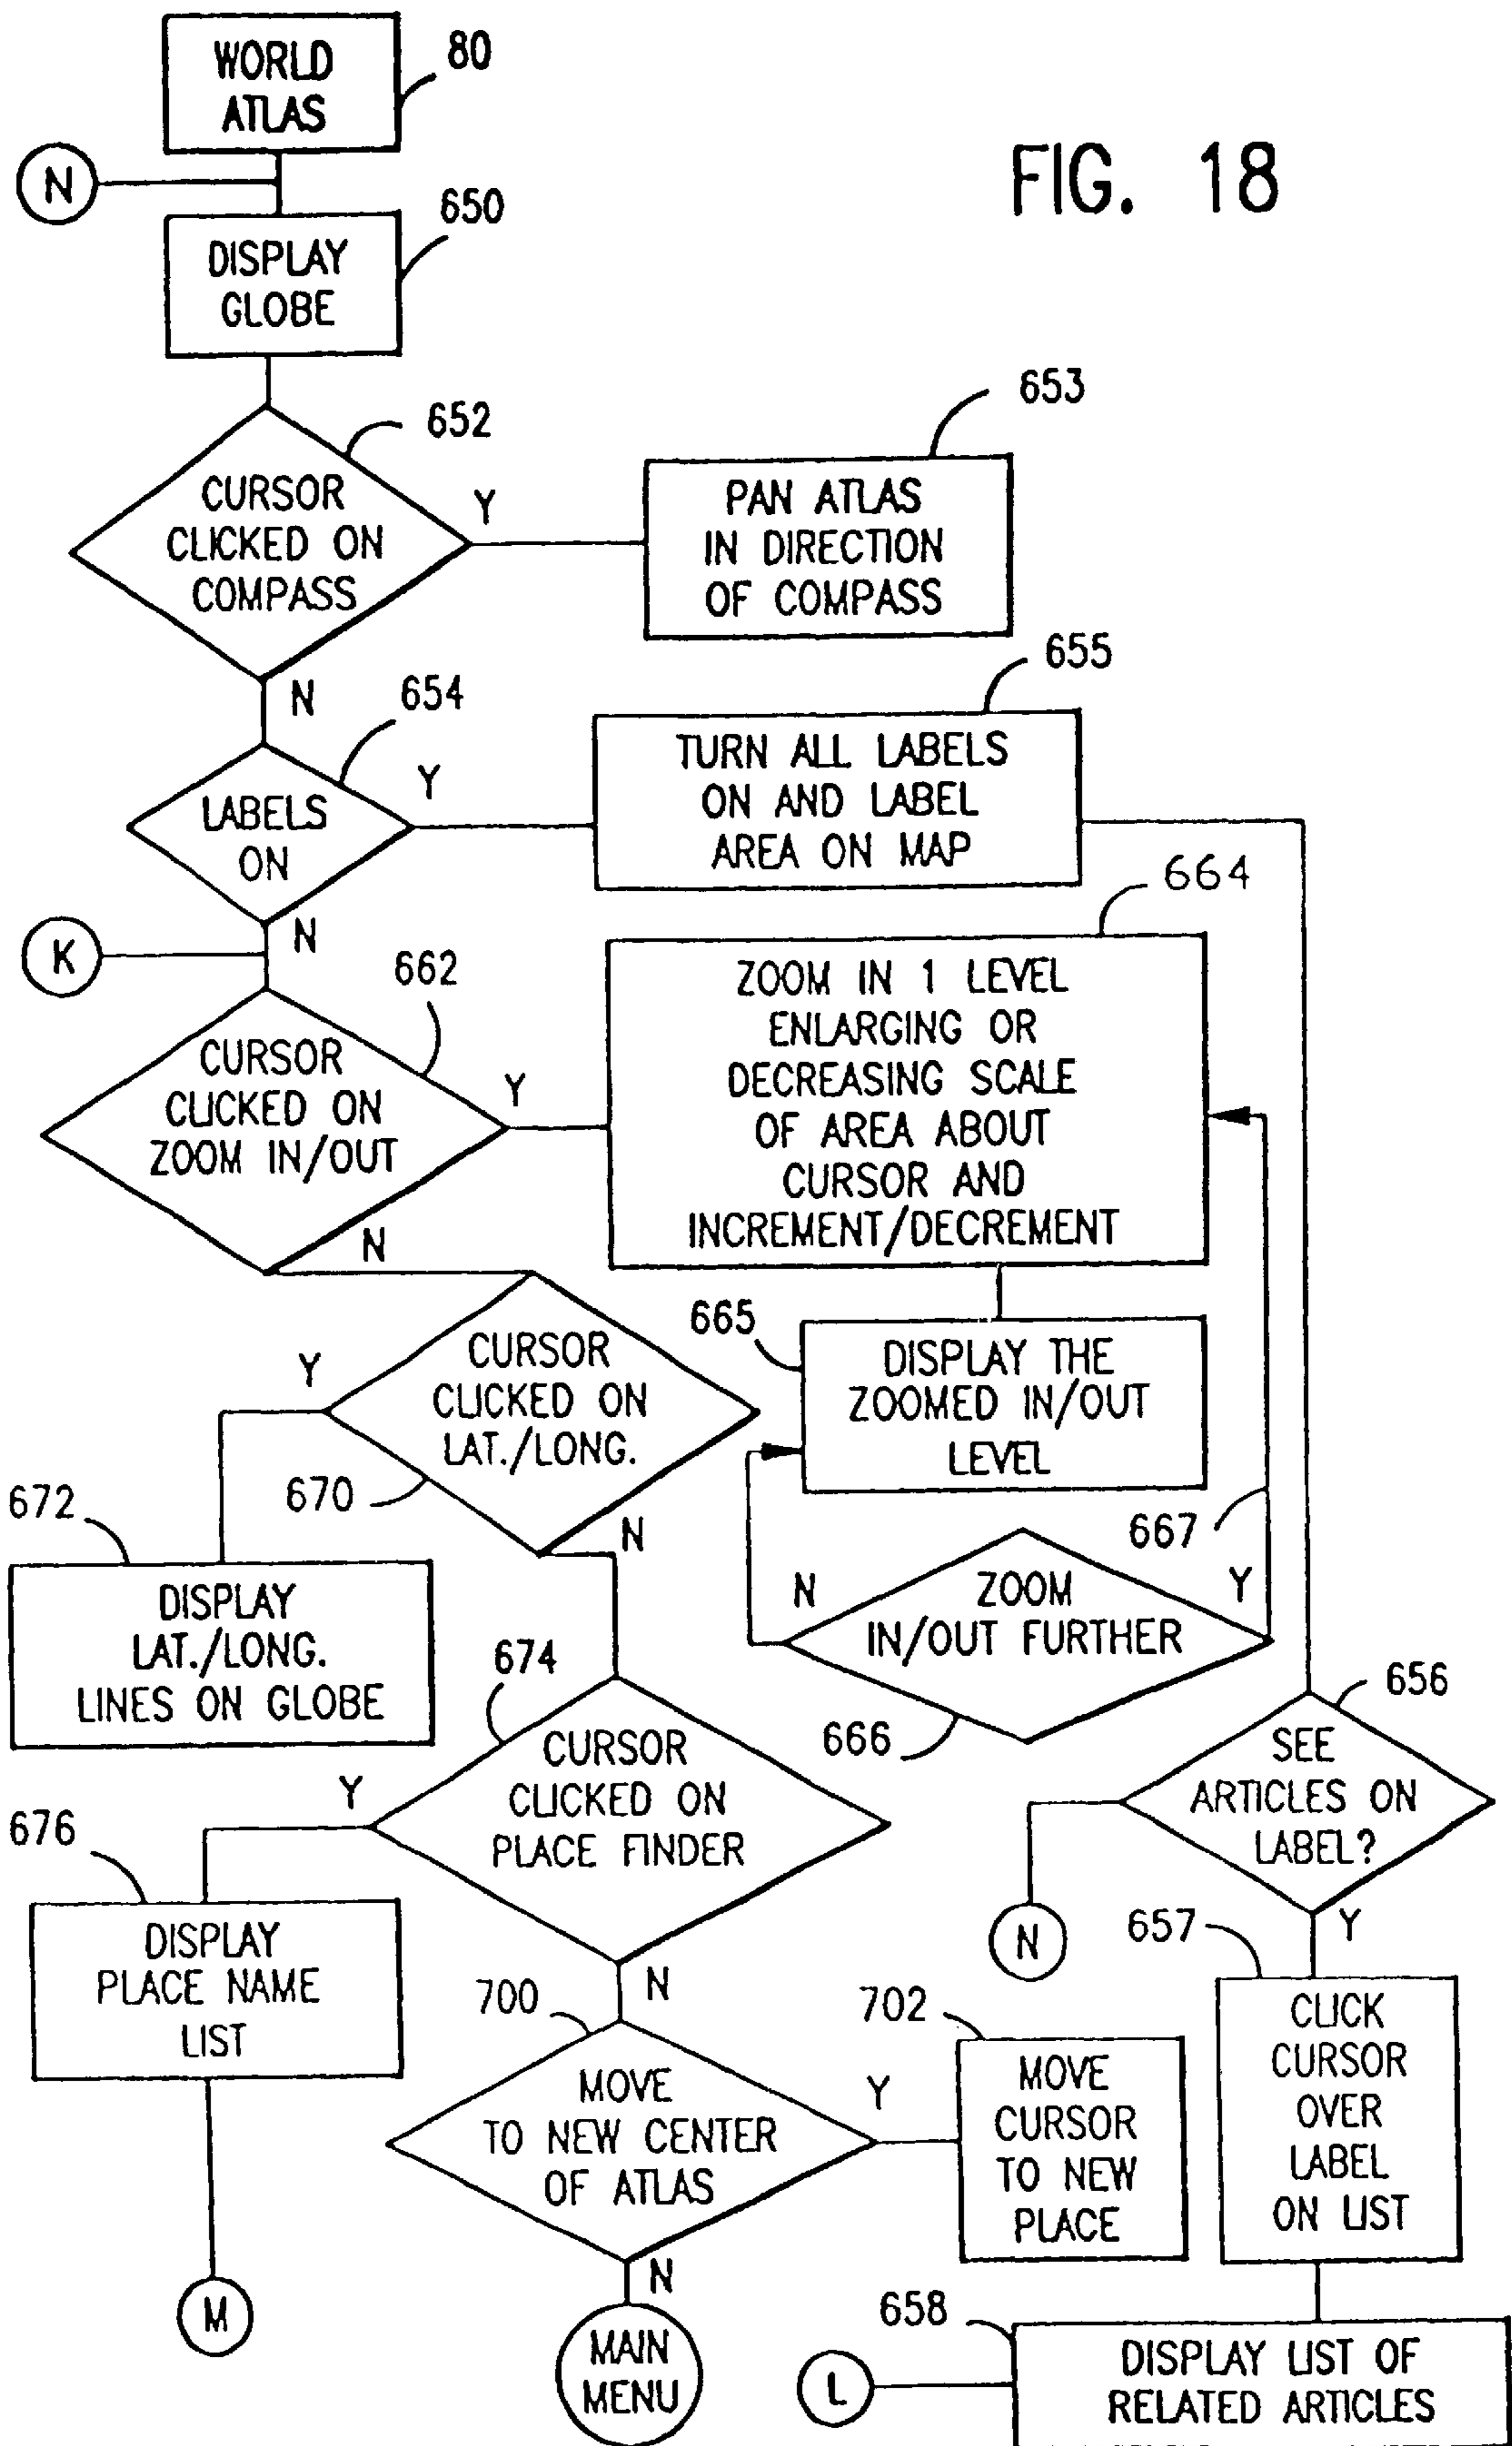 WORLD
ATLAS
80
FIG. 18
N
650
DISPLAY
GLOBE
652
CURSOR
CLICKED ON
COMPASS
Y
653
PAN ATLAS
IN DIRECTION
OF COMPASS
N
654
LABELS
ON
Y
655
TURN ALL LABELS
ON AND LABEL
AREA ON MAP
N
K
662
CURSOR
CLICKED ON
ZOOM IN/OUT
Y
664
ZOOM IN 1 LEVEL
ENLARGING OR
DECREASING SCALE
OF AREA ABOUT
CURSOR AND
INCREMENT/DECREMENT
N
665
DISPLAY THE
ZOOMED IN/OUT
LEVEL
Y
CURSOR
CLICKED ON
LAT./LONG.
670
N
667
672
DISPLAY
LAT./LONG.
LINES ON GLOBE
N
ZOOM
IN/OUT FURTHER
Y
666
674
CURSOR
CLICKED ON
PLACE FINDER
Y
656
SEE
ARTICLES ON
LABEL?
N
Y
676
DISPLAY
PLACE NAME
LIST
N
657
CLICK
CURSOR
OVER
LABEL
ON LIST
700
MOVE
TO NEW CENTER
OF ATLAS
Y
702
MOVE
CURSOR
TO NEW
PLACE
M
N
MAIN
MENU
658
L
DISPLAY LIST OF
RELATED ARTICLES